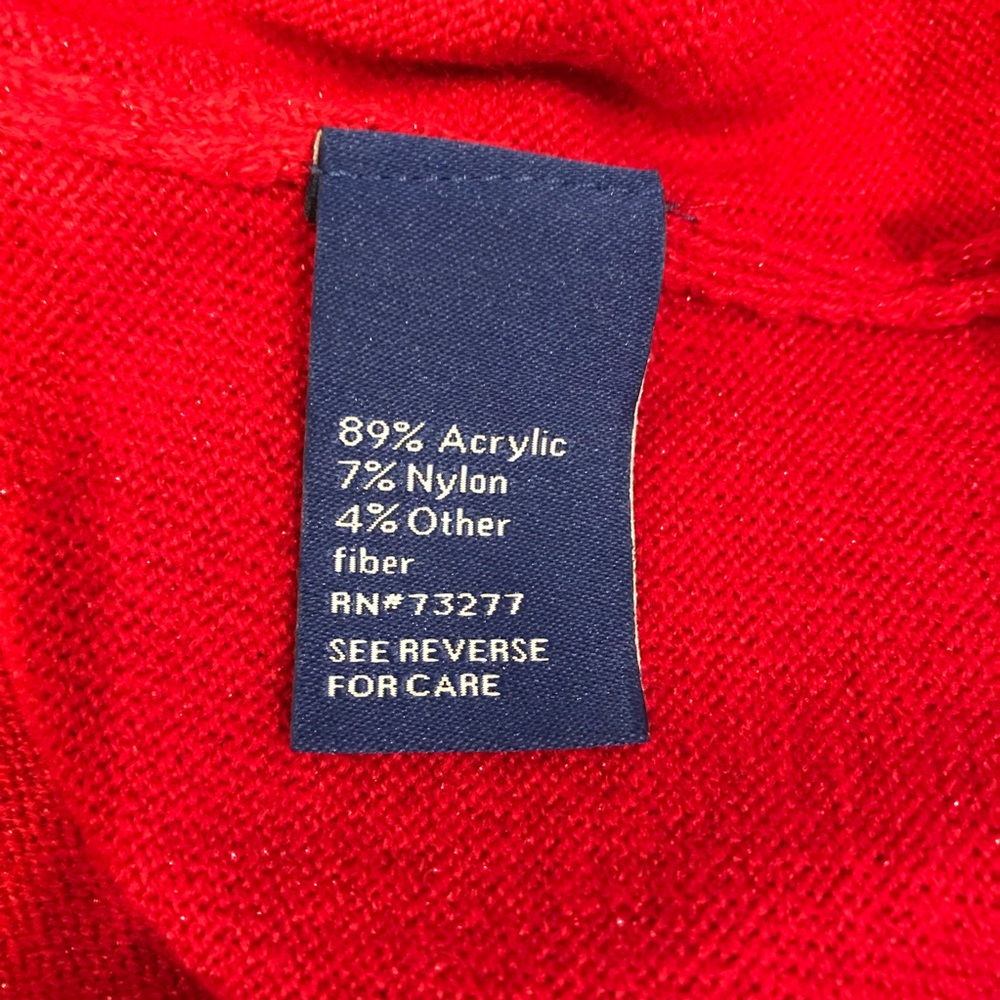 89% Acrylic
7% Nylon
4% Other
fiber
RN#73277
SEE REVERSE
FOR CARE